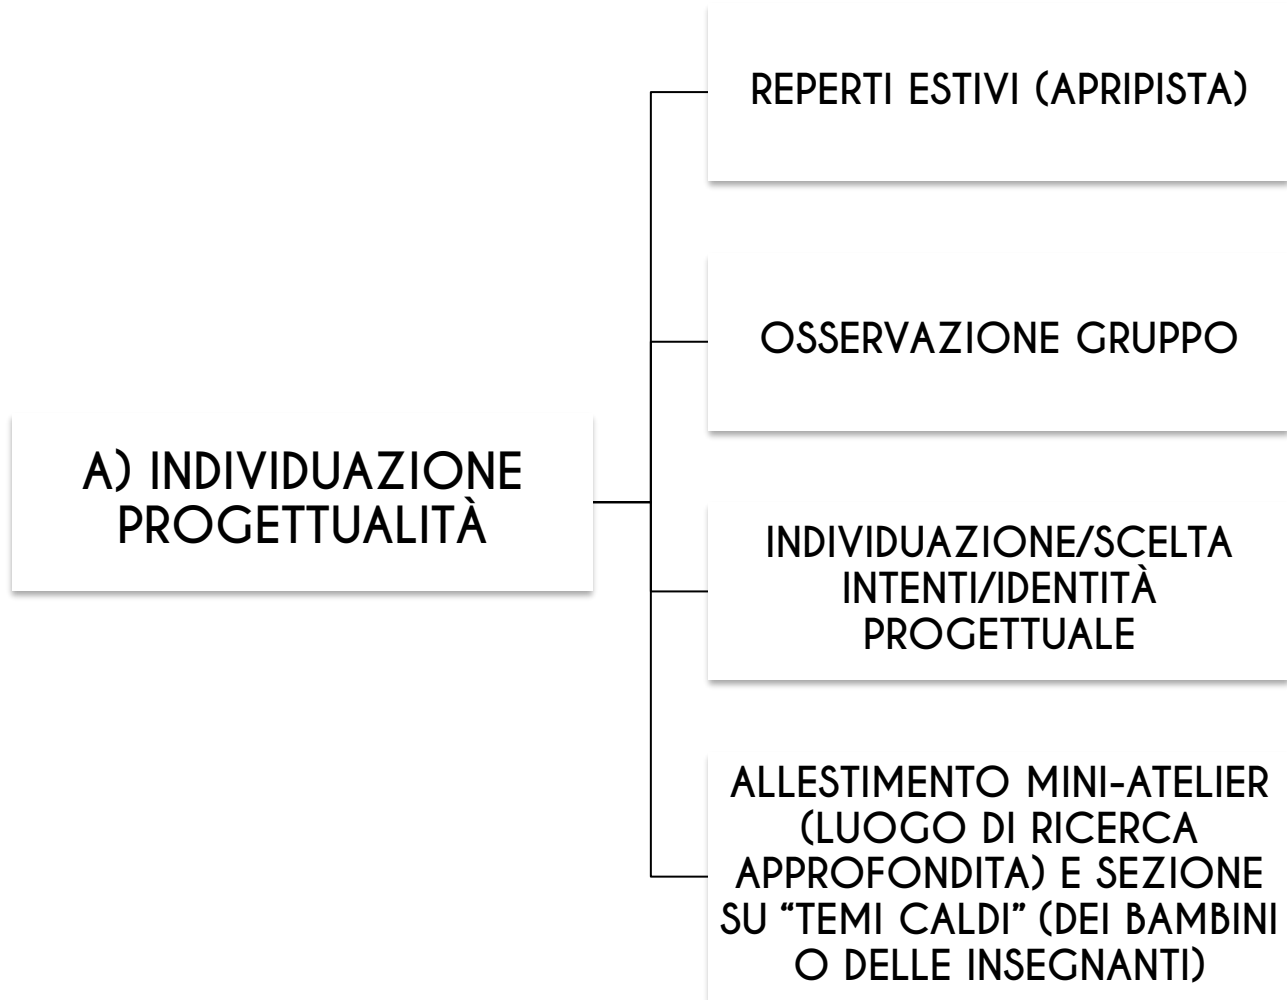 REPERTI ESTIVI (APRIPISTA)
OSSERVAZIONE GRUPPO
A) INDIVIDUAZIONE
PROGETTUALITÀ
INDIVIDUAZIONE/SCELTA
INTENTI/IDENTITÀ
PROGETTUALE
ALLESTIMENTO MINI-ATELIER
(LUOGO DI RICERCA
APPROFONDITA) E SEZIONE
SU “TEMI CALDI” (DEI BAMBINI
O DELLE INSEGNANTI)